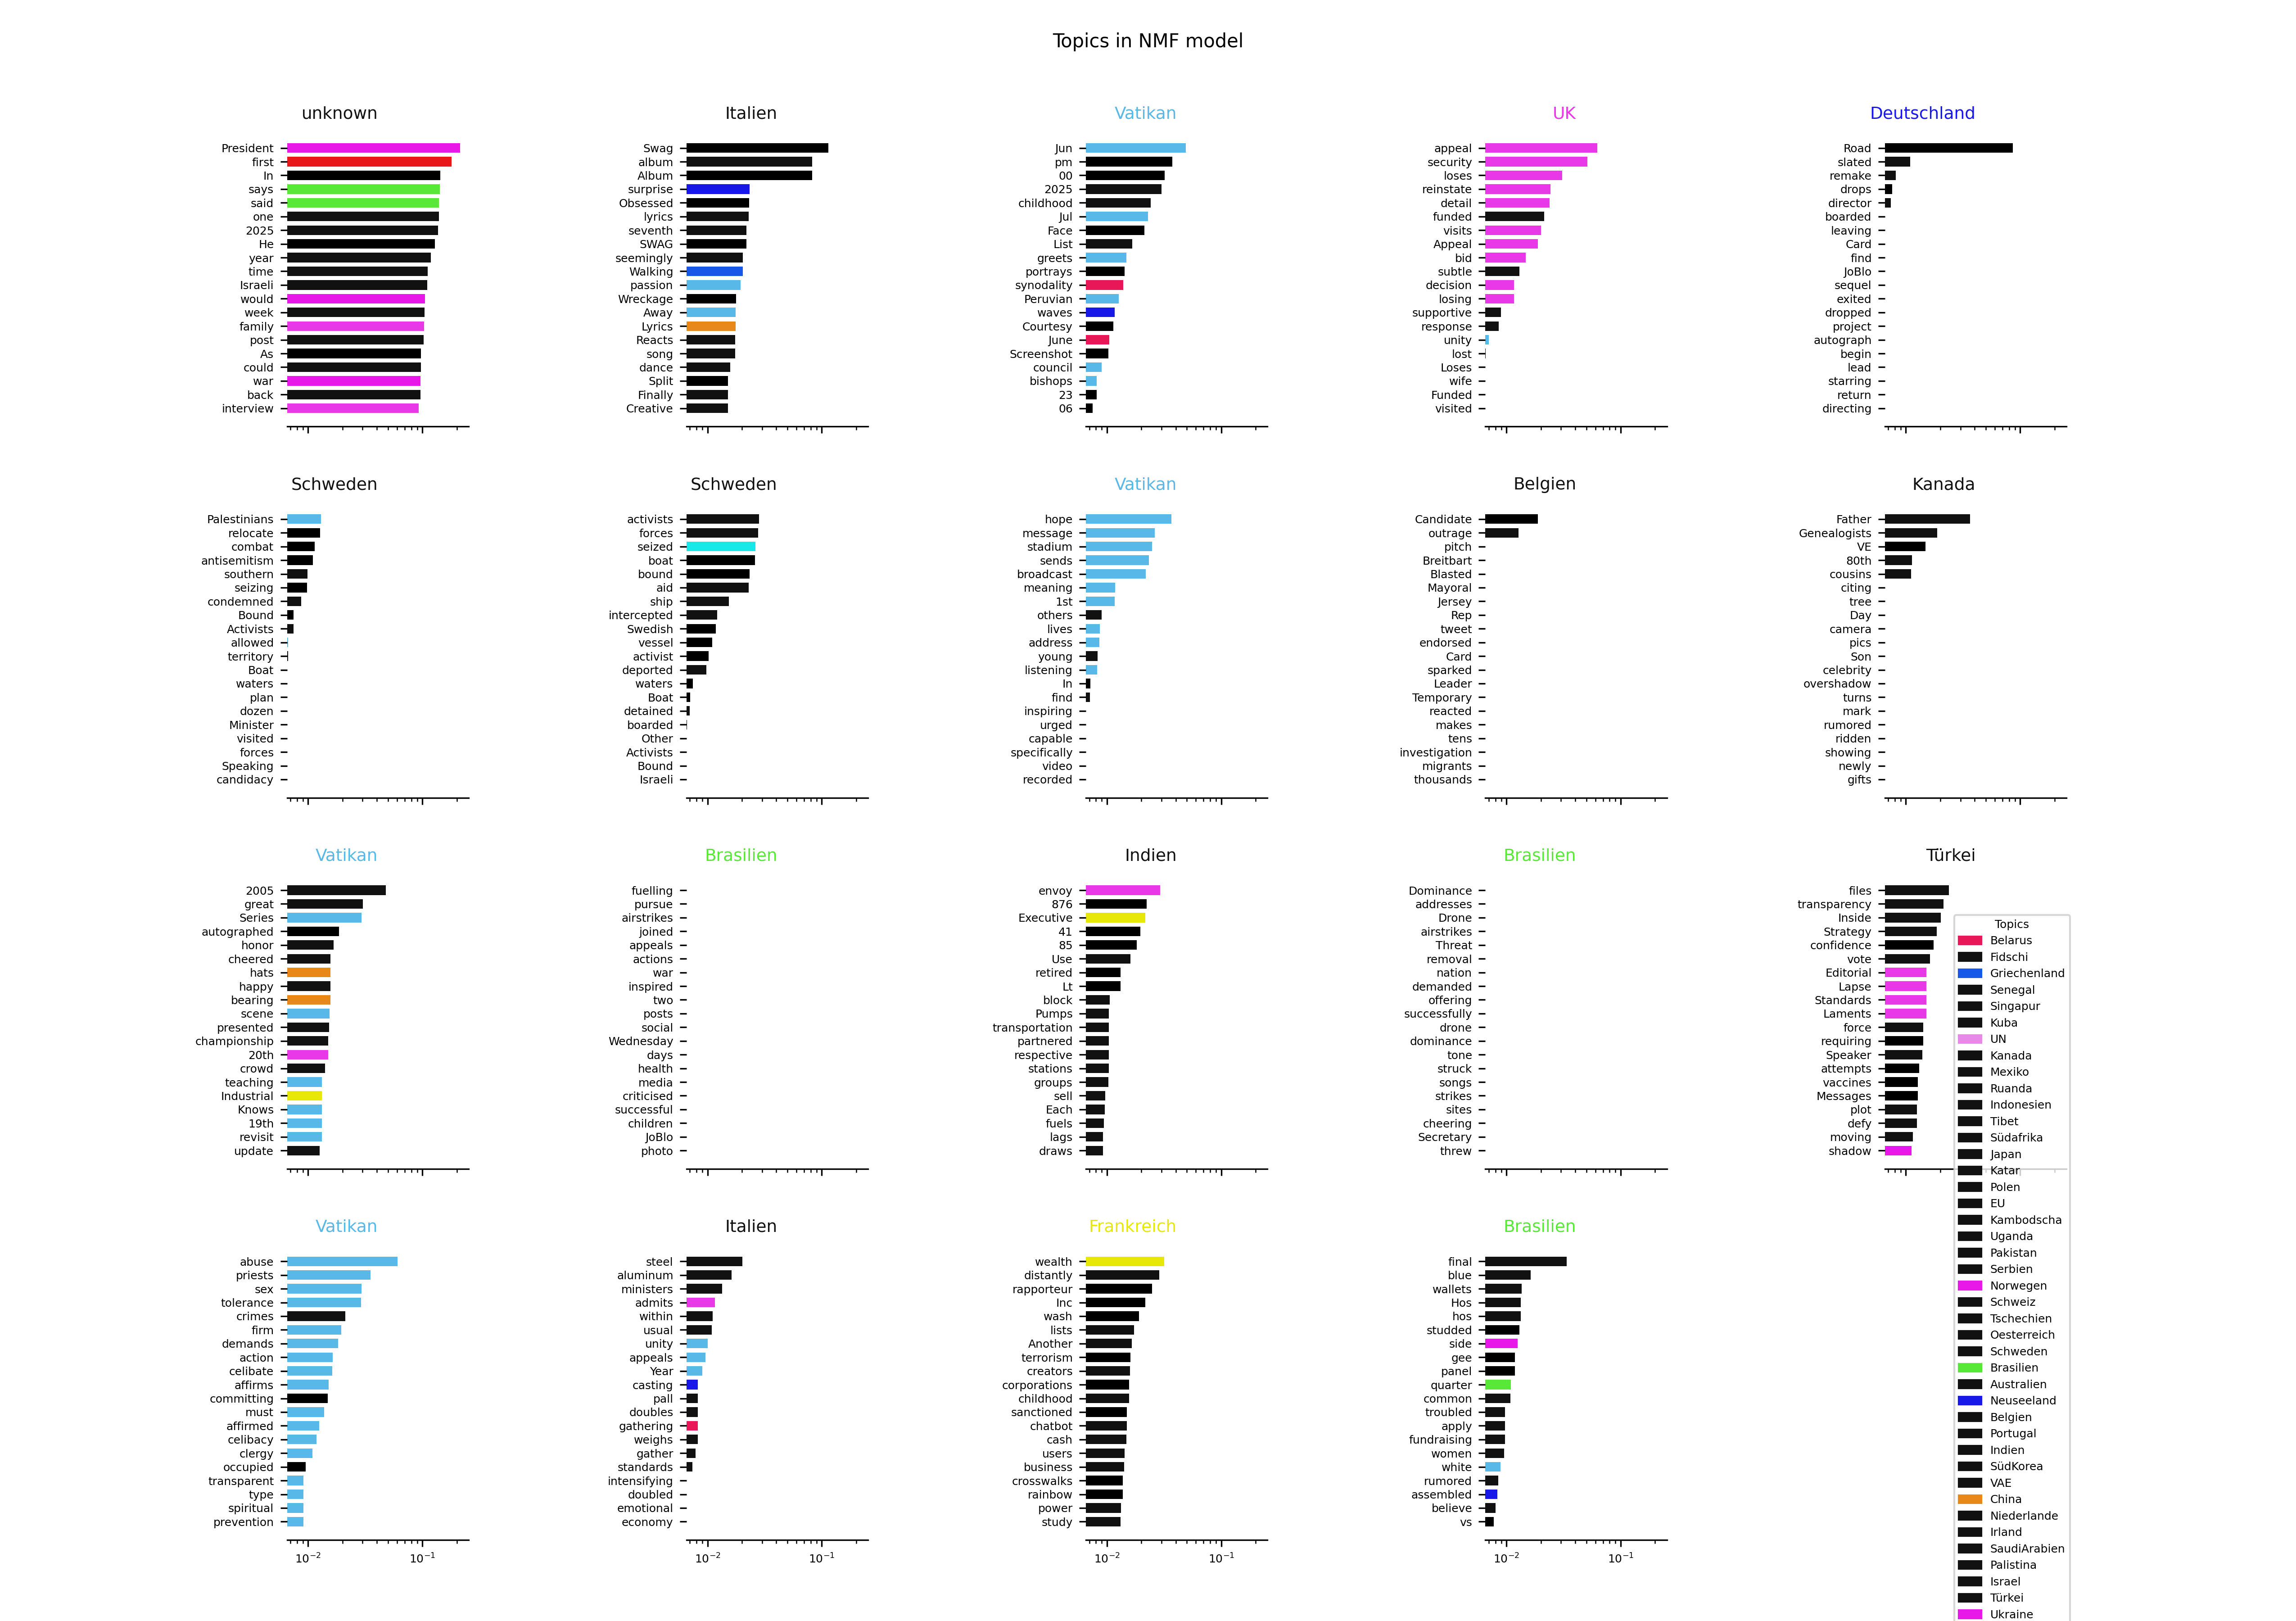 Topics in NMF model
unknown
President
first
In
says
said
one
2025
He
year
time
Israeli
would
week
family
post
As
could
war
back
interview
Italien
Swag
album
Album
surprise
Obsessed
lyrics
seventh
SWAG
seemingly
Walking
passion
Wreckage
Away
Lyrics
Reacts
song
dance
Split
Finally
Creative
Vatikan
Jun
pm
00
2025
childhood
Jul
Face
List
greets
portrays
synodality
Peruvian
waves
Courtesy
June
Screenshot
council
bishops
23
06
UK
appeal
security
loses
reinstate
detail
funded
visits
Appeal
bid
subtle
decision
losing
supportive
response
unity
lost
Loses
wife
Funded
visited
Deutschland
Road
slated
remake
drops
director
boarded
leaving
Card
find
JoBlo
sequel
exited
dropped
project
autograph
begin
lead
starring
return
directing
Schweden
Palestinians
relocate
combat
antisemitism
southern
seizing
condemned
Bound
Activists
allowed
territory
Boat
waters
plan
dozen
Minister
visited
forces
Speaking
candidacy
Schweden
activists
forces
seized
boat
bound
aid
ship
intercepted
Swedish
vessel
activist
deported
waters
Boat
detained
boarded
Other
Activists
Bound
Israeli
Vatikan
hope
message
stadium
sends
broadcast
meaning
1st
others
lives
address
young
listening
In
find
inspiring
urged
capable
specifically
video
recorded
Belgien
Candidate
outrage
pitch
Breitbart
Blasted
Mayoral
Jersey
Rep
tweet
endorsed
Card
sparked
Leader
Temporary
reacted
makes
tens
investigation
migrants
thousands
Kanada
Father
Genealogists
VE
80th
cousins
citing
tree
Day
camera
pics
Son
celebrity
overshadow
turns
mark
rumored
ridden
showing
newly
gifts
Vatikan
2005
great
Series
autographed
honor
cheered
hats
happy
bearing
scene
presented
championship
20th
crowd
teaching
Industrial
Knows
19th
revisit
update
Brasilien
fuelling
pursue
airstrikes
joined
appeals
actions
war
inspired
two
posts
social
Wednesday
days
health
media
criticised
successful
children
JoBlo
photo
Indien
envoy
876
Executive
41
85
Use
retired
Lt
block
Pumps
transportation
partnered
respective
stations
groups
sell
Each
fuels
lags
draws
Brasilien
Dominance
addresses
Drone
airstrikes
Threat
removal
nation
demanded
offering
successfully
drone
dominance
tone
struck
songs
strikes
sites
cheering
Secretary
threw
Türkei
files
transparency
Inside
Strategy
confidence
vote
Editorial
Lapse
Standards
Laments
force
requiring
Speaker
attempts
vaccines
Messages
plot
defy
moving
shadow
Vatikan
abuse
priests
sex
tolerance
crimes
firm
demands
action
celibate
affirms
committing
must
affirmed
celibacy
clergy
occupied
transparent
type
spiritual
prevention
10⁻² 10⁻¹
Italien
steel
aluminum
ministers
admits
within
usual
unity
appeals
Year
casting
pall
doubles
gathering
weighs
gather
standards
intensifying
doubled
emotional
economy
10⁻² 10⁻¹
Frankreich
wealth
distantly
rapporteur
Inc
wash
lists
Another
terrorism
creators
corporations
childhood
sanctioned
chatbot
cash
users
business
crosswalks
rainbow
power
study
10⁻² 10⁻¹
Brasilien
final
blue
wallets
Hos
hos
studded
side
gee
panel
quarter
common
troubled
apply
fundraising
women
white
rumored
assembled
believe
vs
10⁻² 10⁻¹
Topics
Belarus
Fidschi
Griechenland
Senegal
Singapur
Kuba
UN
Kanada
Mexiko
Ruanda
Indonesien
Tibet
Südafrika
Japan
Katar
Polen
EU
Kambodscha
Uganda
Pakistan
Serbien
Norwegen
Schweiz
Tschechien
Oesterreich
Schweden
Brasilien
Australien
Neuseeland
Belgien
Portugal
Indien
SüdKorea
VAE
China
Niederlande
Irland
SaudiArabien
Palistina
Israel
Türkei
Ukraine